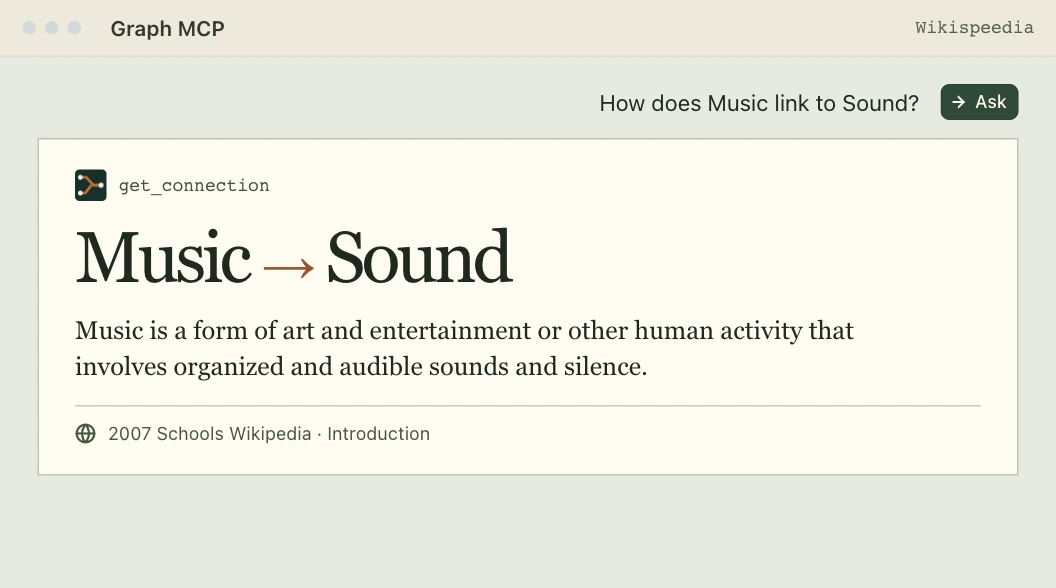 Graph MCP
Wikispeedia
How does Music link to Sound?
→ Ask
get_connection
Music → Sound
Music is a form of art and entertainment or other human activity that
involves organized and audible sounds and silence.
2007 Schools Wikipedia · Introduction